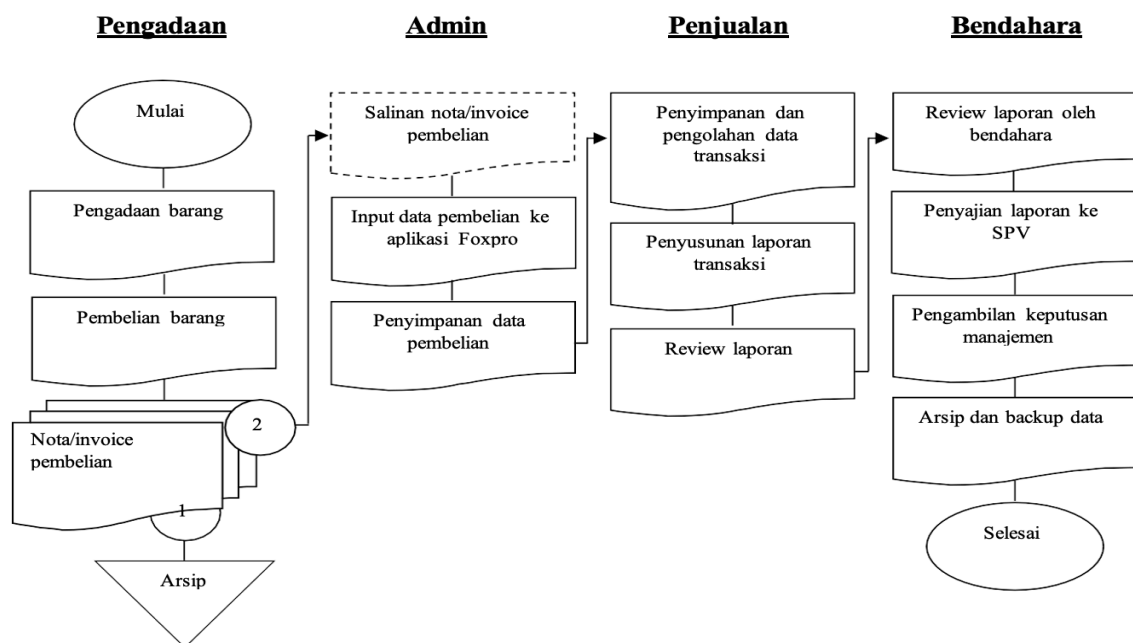 Pengadaan
Admin
Penjualan
Bendahara
Mulai
Pengadaan barang
Pembelian barang
Nota/invoice
pembelian
2
1
Arsip
Salinan nota/invoice
pembelian
Input data pembelian ke
aplikasi Foxpro
Penyimpanan data
pembelian
Penyimpanan dan
pengolahan data
transaksi
Penyusunan laporan
transaksi
Review laporan
Review laporan oleh
bendahara
Penyajian laporan ke
SPV
Pengambilan keputusan
manajemen
Arsip dan backup data
Selesai